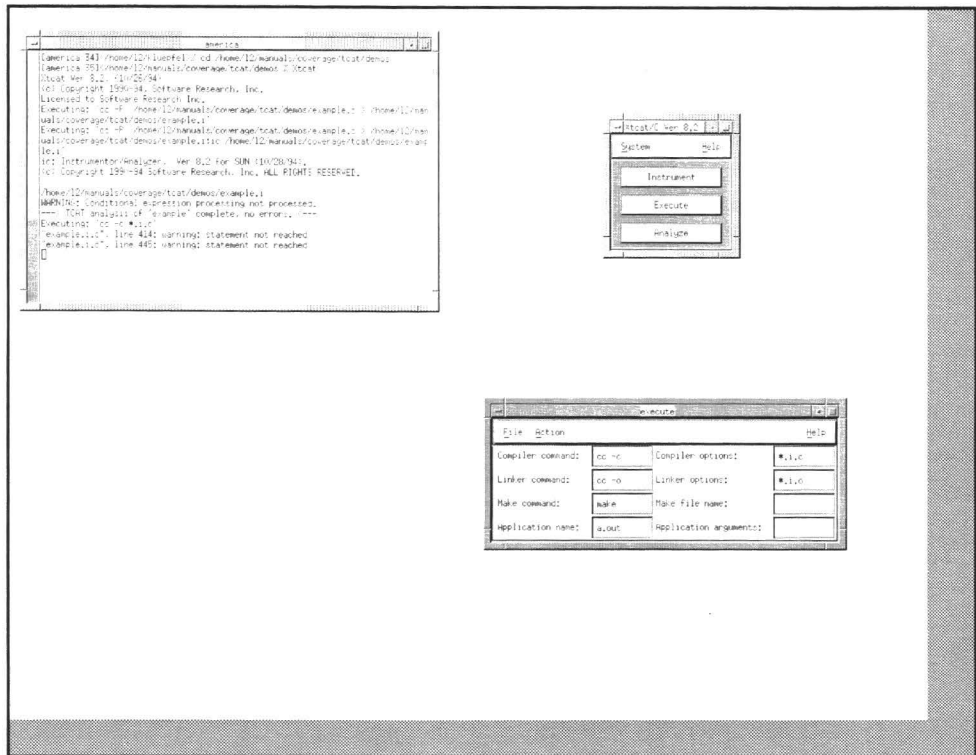 america
[america 34] /home/12/kluepfel % cd /home/12/manuals/coverage/tcat/demos
[america 35] /home/12/manuals/coverage.tcat/demos % Xtcat
Xtcat Ver 8.2. (10/28/94)
(c) Copyright 1990-94. Software Research, Inc.
Licensed to Software Research Inc.
Executing: 'cc -P /home/12/manuals/coverage/tcat/demos/example.c > /home/12/man
uals/coverage/tcat/demos/example.i'
Executing: 'cc -P /home/12/manuals/coverage/tcat/demos/example.c > /home/12/man
uals/coverage/tcat/demos/example.i;ic /home/12/manuals/coverage/tcat/demos/examp
le.i'
ic: Instrumentor/Analyzer. Ver 8.2 for SUN (10/28/94).
(c) Copyright 1990-94 Software Research, Inc. ALL RIGHTS RESERVED.
/home/12/manuals/coverage/tcat/demos/example.i
WARNING: Conditional expression processing not processed.
---> TCAT analysis of 'example' complete, no errors. <---
Executing: 'cc -c *.i.c'
"example.i.c", line 414: warning: statement not reached
"example.i.c", line 445: warning: statement not reached
Xtcat/C Ver 8.2
System Help
Instrument
Execute
Analyze
execute
File Action Help
Compiler command: cc -c Compiler options: *.i.c
Linker command: cc -o Linker options: *.i.o
Make command: make Make file name:
Application name: a.out Application arguments: